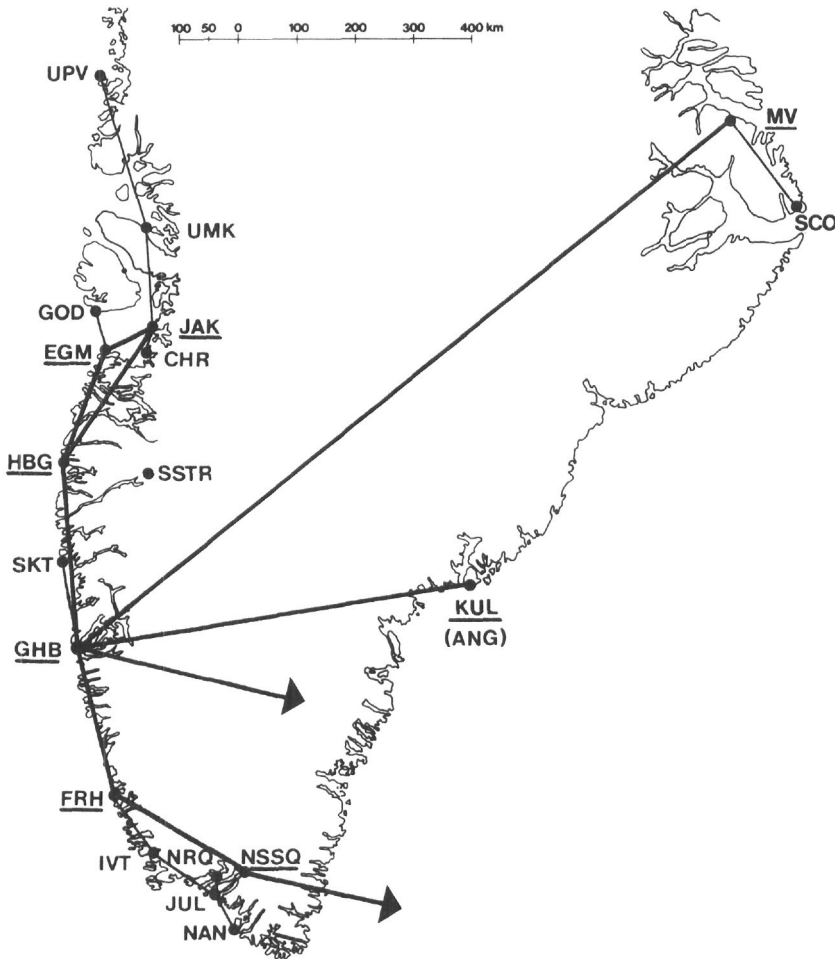 100 50 0 100 200 300 400 km
UPV
MV
SCO
UMK
GOD
JAK
EGM
CHR
HBG
SSTR
SKT
KUL
(ANG)
GHB
FRH
IVT
NRQ
NSSQ
JUL
NAN